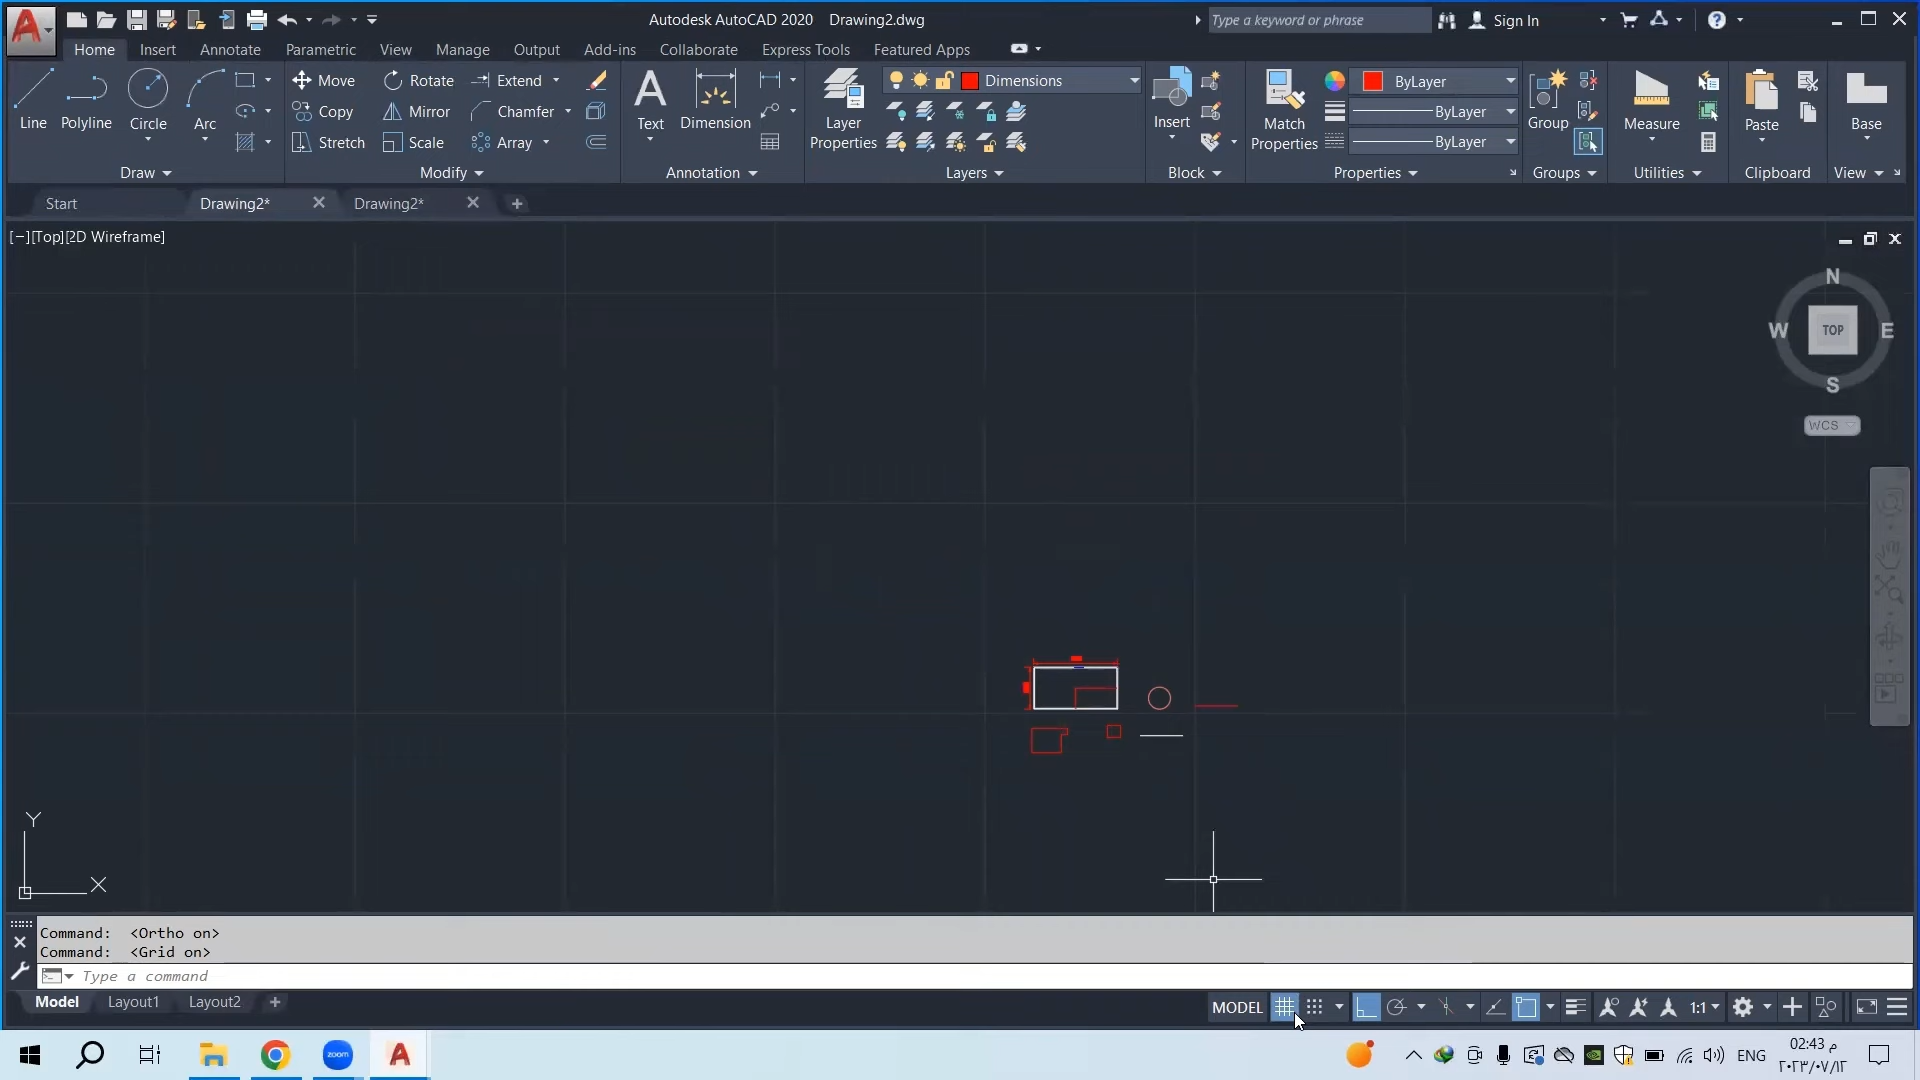 Autodesk AutoCAD 2020 Drawing2.dwg
Type a keyword or phrase
Sign In
Home Insert Annotate Parametric View Manage Output Add-ins Collaborate Express Tools Featured Apps
Line Polyline Circle Arc
Move Rotate Extend
Copy Mirror Chamfer
Stretch Scale Array
Text Dimension
Layer Properties
Dimensions
Insert
Match Properties
ByLayer
ByLayer
ByLayer
Group
Measure
Paste
Base
Draw Modify Annotation Layers Block Properties Groups Utilities Clipboard View
Start Drawing2* Drawing2*
[−][Top][2D Wireframe]
N
W TOP E
S
WCS
Y
X
Command: <Ortho on>
Command: <Grid on>
Type a command
Model Layout1 Layout2
MODEL 1:1
zoom
ENG
02:43 م
٢٠٢٣/٠٧/١٢